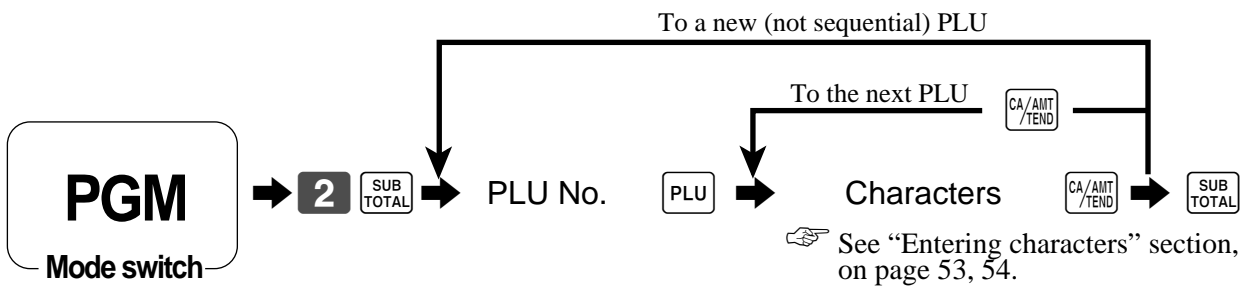 To a new (not sequential) PLU
To the next PLU
CA/AMT
/TEND
PGM
2
SUB
TOTAL
PLU No.
PLU
Characters
CA/AMT
/TEND
SUB
TOTAL
See “Entering characters” section,
on page 53, 54.
Mode switch